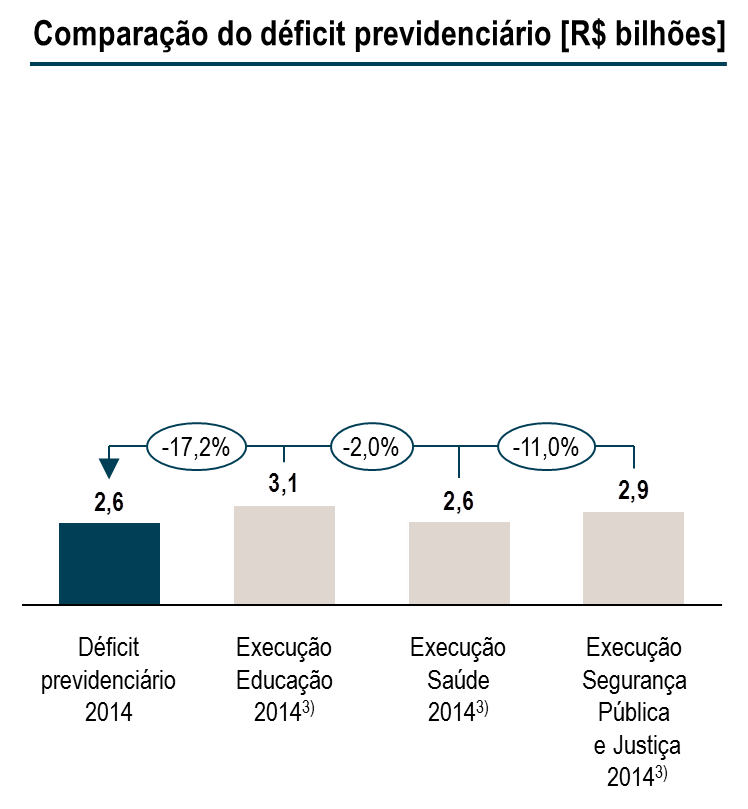 Comparação do déficit previdenciário [R$ bilhões]
-17,2%
-2,0%
-11,0%
2,6
3,1
2,6
2,9
Déficit
previdenciário
2014
Execução
Educação
2014³⁾
Execução
Saúde
2014³⁾
Execução
Segurança
Pública
e Justiça
2014³⁾